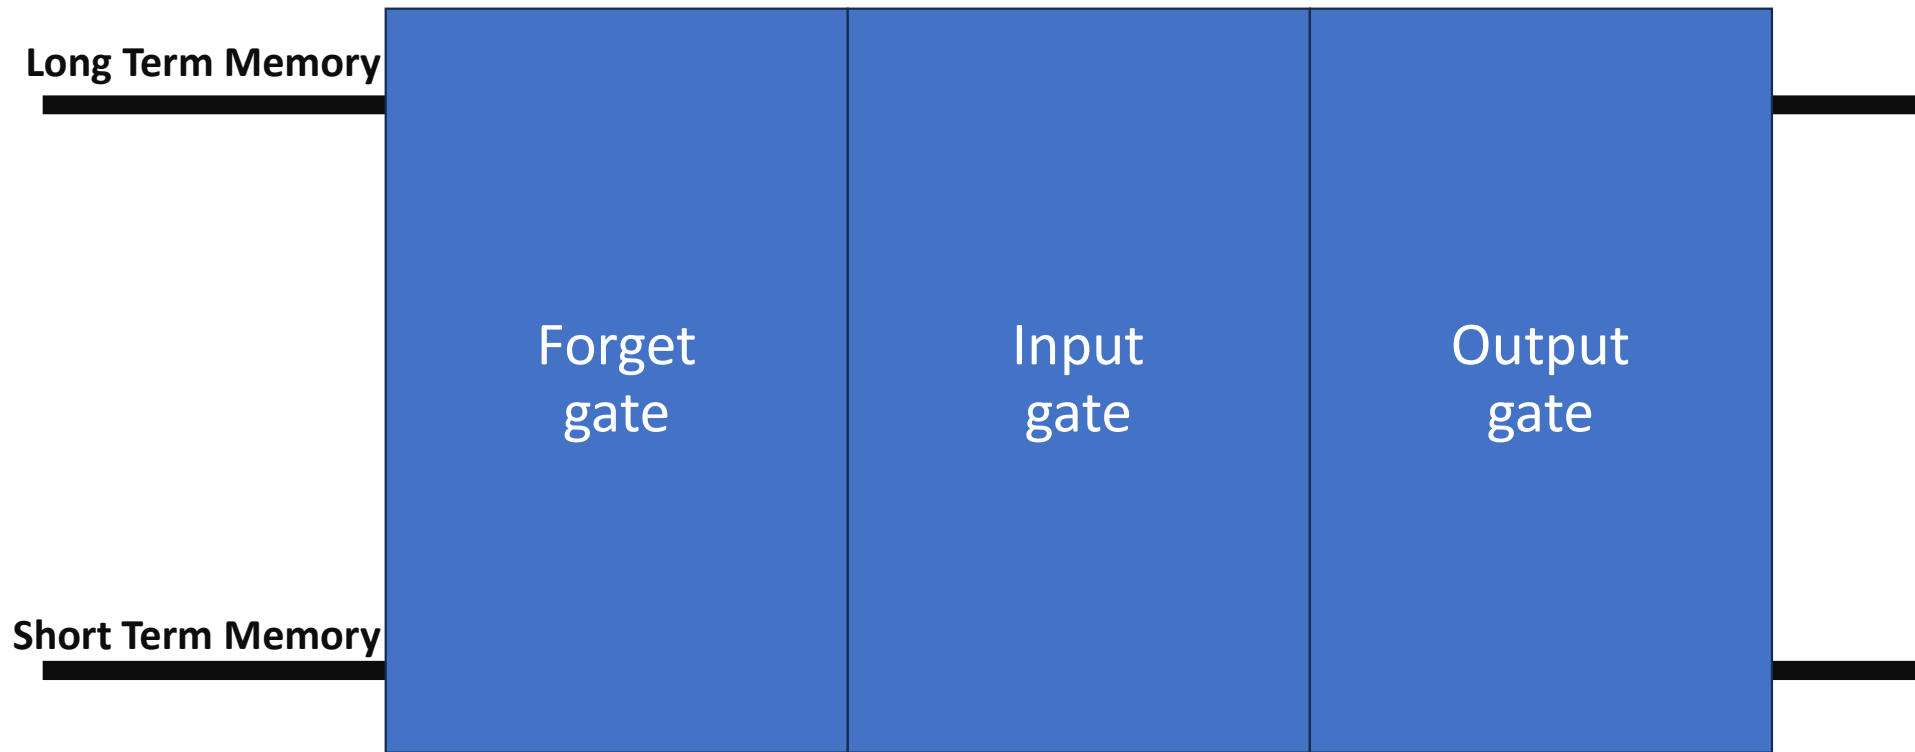 Long Term Memory
Forget
gate
Input
gate
Output
gate
Short Term Memory